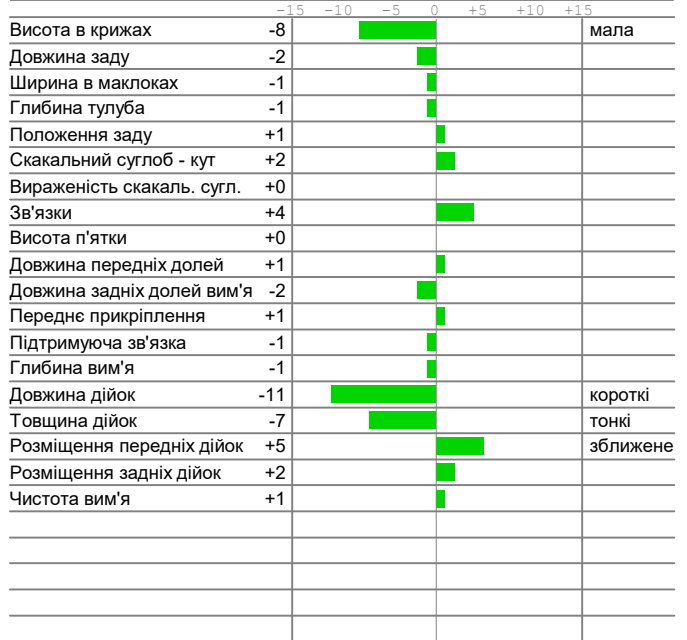 -15 -10 -5 0 +5 +10 +15
Висота в крижах -8 мала
Довжина заду -2
Ширина в маклоках -1
Глибина тулуба -1
Положення заду +1
Скакальний суглоб - кут +2
Вираженість скакаль. сугл. +0
Зв'язки +4
Висота п'ятки +0
Довжина передніх долей +1
Довжина задніх долей вим'я -2
Переднє прикріплення +1
Підтримуюча зв'язка -1
Глибина вим'я -1
Довжина дійок -11 короткі
Товщина дійок -7 тонкі
Розміщення передніх дійок +5 зближене
Розміщення задніх дійок +2
Чистота вим'я +1